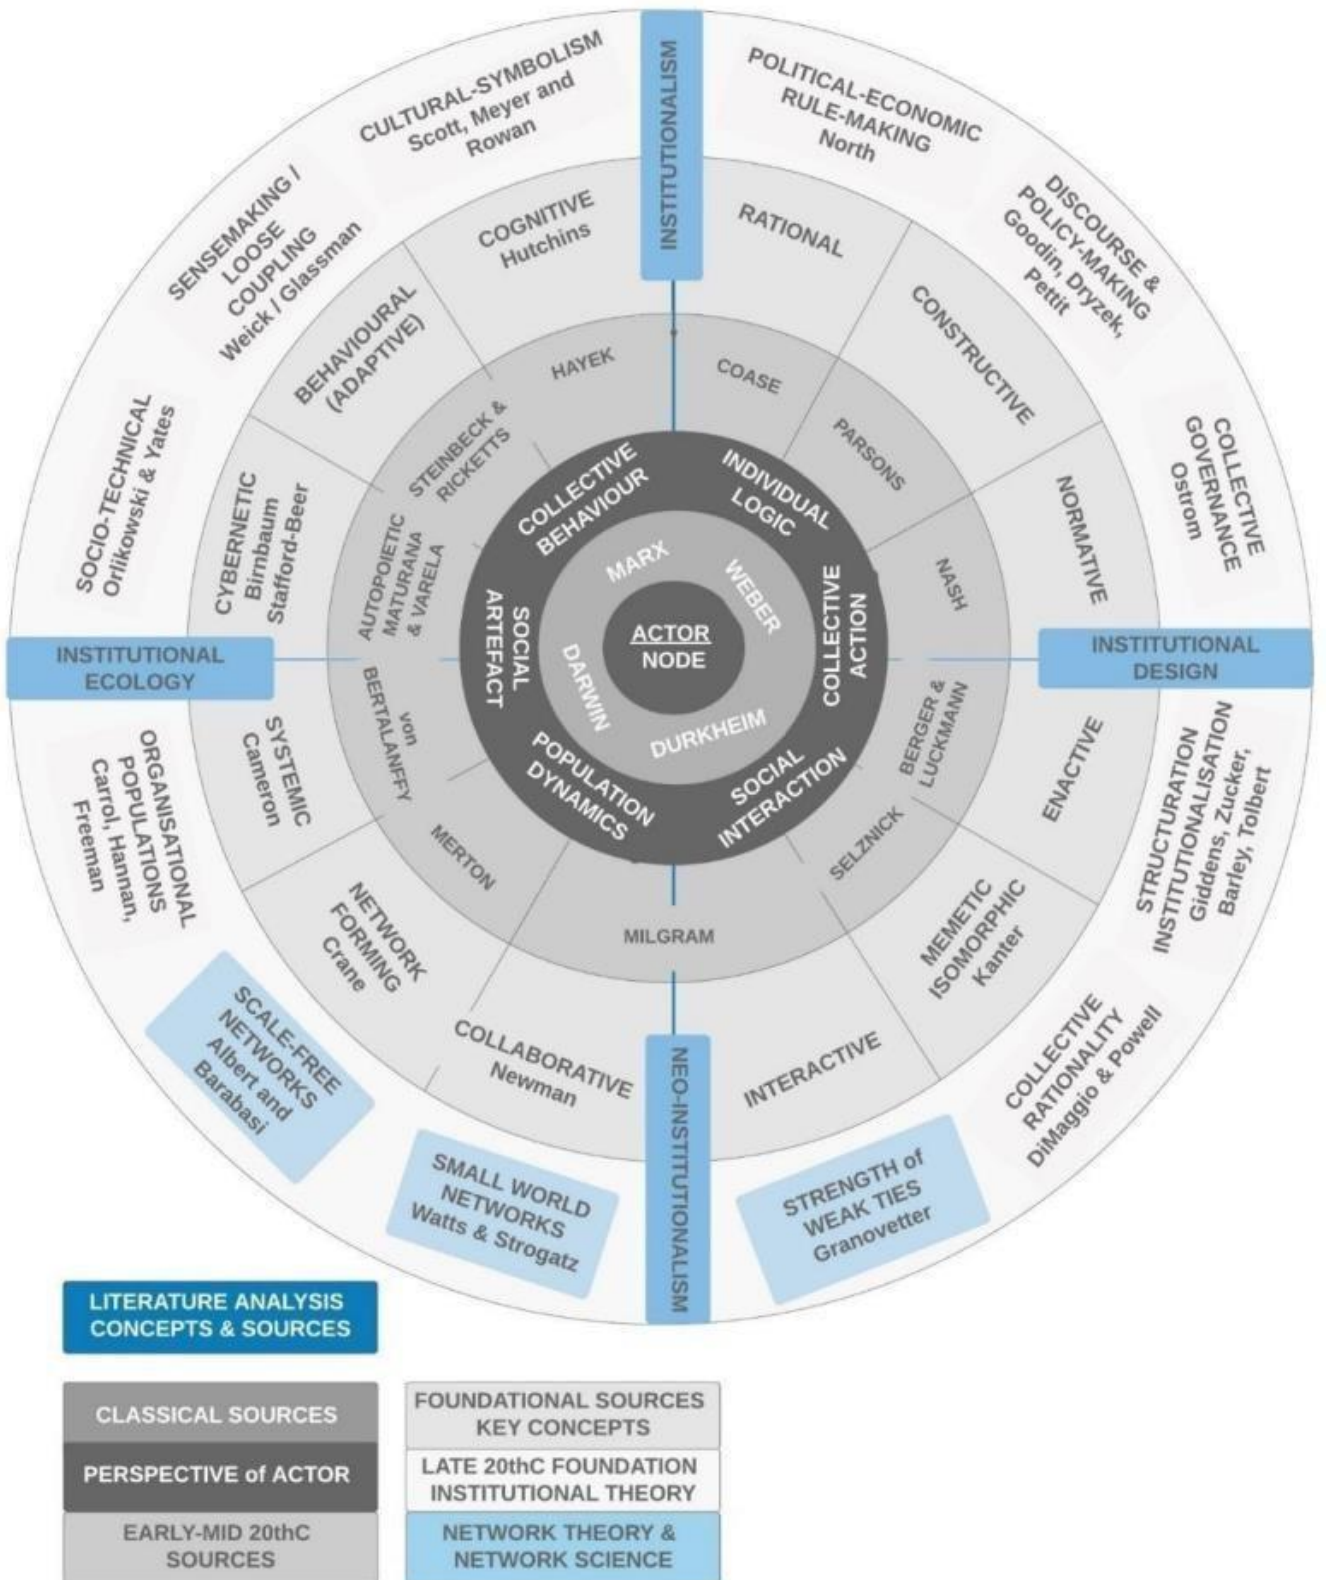 INSTITUTIONALISM
POLITICAL-ECONOMIC
RULE-MAKING
North
DISCOURSE &
POLICY-MAKING
Goodin, Dryzek,
Pettit
COLLECTIVE
GOVERNANCE
Ostrom
INSTITUTIONAL
DESIGN
STRUCTURATION
INSTITUTIONALISATION
Giddens, Zucker,
Barley, Tolbert
COLLECTIVE
RATIONALITY
DiMaggio & Powell
STRENGTH of
WEAK TIES
Granovetter
NEO-INSTITUTIONALISM
SMALL WORLD
NETWORKS
Watts & Strogatz
SCALE-FREE
NETWORKS
Albert and
Barabasi
ORGANISATIONAL
POPULATIONS
Carrol, Hannan,
Freeman
INSTITUTIONAL
ECOLOGY
SOCIO-TECHNICAL
Orlikowski & Yates
SENSEMAKING /
LOOSE
COUPLING
Weick / Glassman
CULTURAL-SYMBOLISM
Scott, Meyer and
Rowan
RATIONAL
CONSTRUCTIVE
NORMATIVE
ENACTIVE
MEMETIC
ISOMORPHIC
Kanter
INTERACTIVE
COLLABORATIVE
Newman
NETWORK
FORMING
Crane
SYSTEMIC
Cameron
CYBERNETIC
Birnbaum
Stafford-Beer
BEHAVIOURAL
(ADAPTIVE)
COGNITIVE
Hutchins
COASE
PARSONS
NASH
BERGER &
LUCKMANN
SELZNICK
MILGRAM
MERTON
von
BERTALANFFY
AUTOPOIETIC
MATURANA
& VARELA
STEINBECK &
RICKETTS
HAYEK
INDIVIDUAL
LOGIC
COLLECTIVE
ACTION
SOCIAL
INTERACTION
POPULATION
DYNAMICS
SOCIAL
ARTEFACT
COLLECTIVE
BEHAVIOUR
MARX
WEBER
DURKHEIM
DARWIN
ACTOR
NODE
LITERATURE ANALYSIS
CONCEPTS & SOURCES
CLASSICAL SOURCES
PERSPECTIVE of ACTOR
EARLY-MID 20thC
SOURCES
FOUNDATIONAL SOURCES
KEY CONCEPTS
LATE 20thC FOUNDATION
INSTITUTIONAL THEORY
NETWORK THEORY &
NETWORK SCIENCE